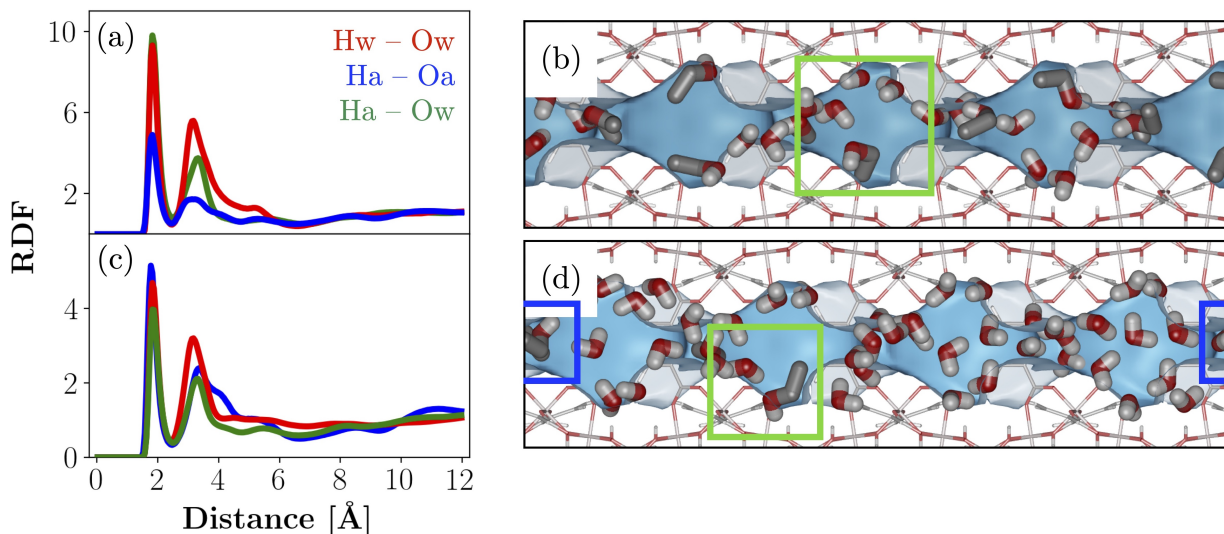 (a)
Hw – Ow
Ha – Oa
Ha – Ow
10
6
2
(b)
RDF
(c)
4
2
0
(d)
0 2 4 6 8 10 12
Distance [Å]